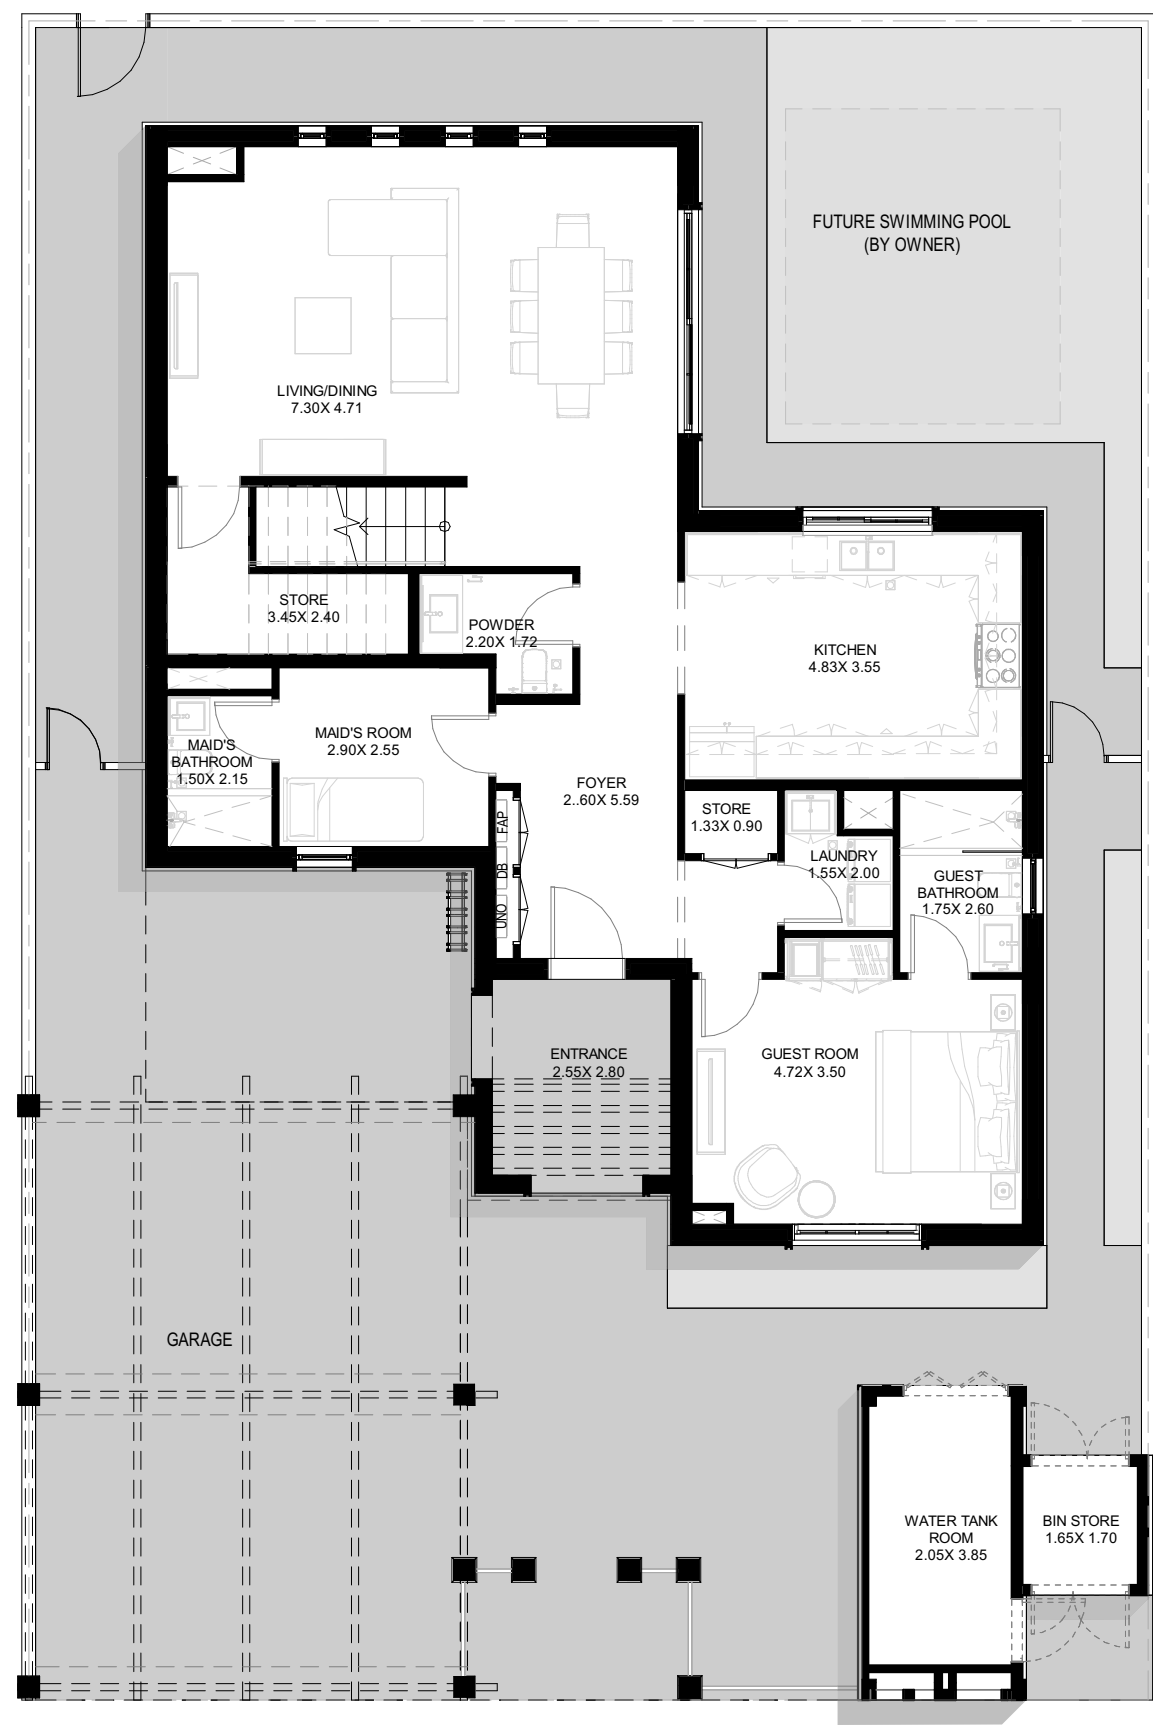 FUTURE SWIMMING POOL
(BY OWNER)
LIVING/DINING
7.30X 4.71
STORE
3.45X 2.40
POWDER
2.20X 1.72
KITCHEN
4.83X 3.55
MAID'S ROOM
2.90X 2.55
MAID'S
BATHROOM
1.50X 2.15
FOYER
2..60X 5.59
FAP
DB
UNO
STORE
1.33X 0.90
LAUNDRY
1.55X 2.00
GUEST
BATHROOM
1.75X 2.60
ENTRANCE
2.55X 2.80
GUEST ROOM
4.72X 3.50
GARAGE
WATER TANK
ROOM
2.05X 3.85
BIN STORE
1.65X 1.70